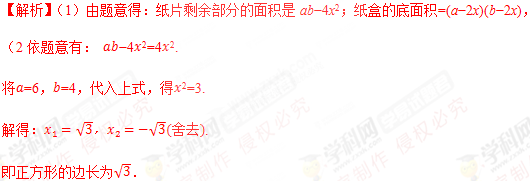 【解析】（1）由题意得：纸片剩余部分的面积是 ab−4x²；纸盒的底面积=(a−2x)(b−2x)，
（2 依题意有： ab−4x²=4x².
将a=6，b=4，代入上式，得x²=3.
解得：x₁ = √3，x₂ = −√3(舍去).
即正方形的边长为√3.